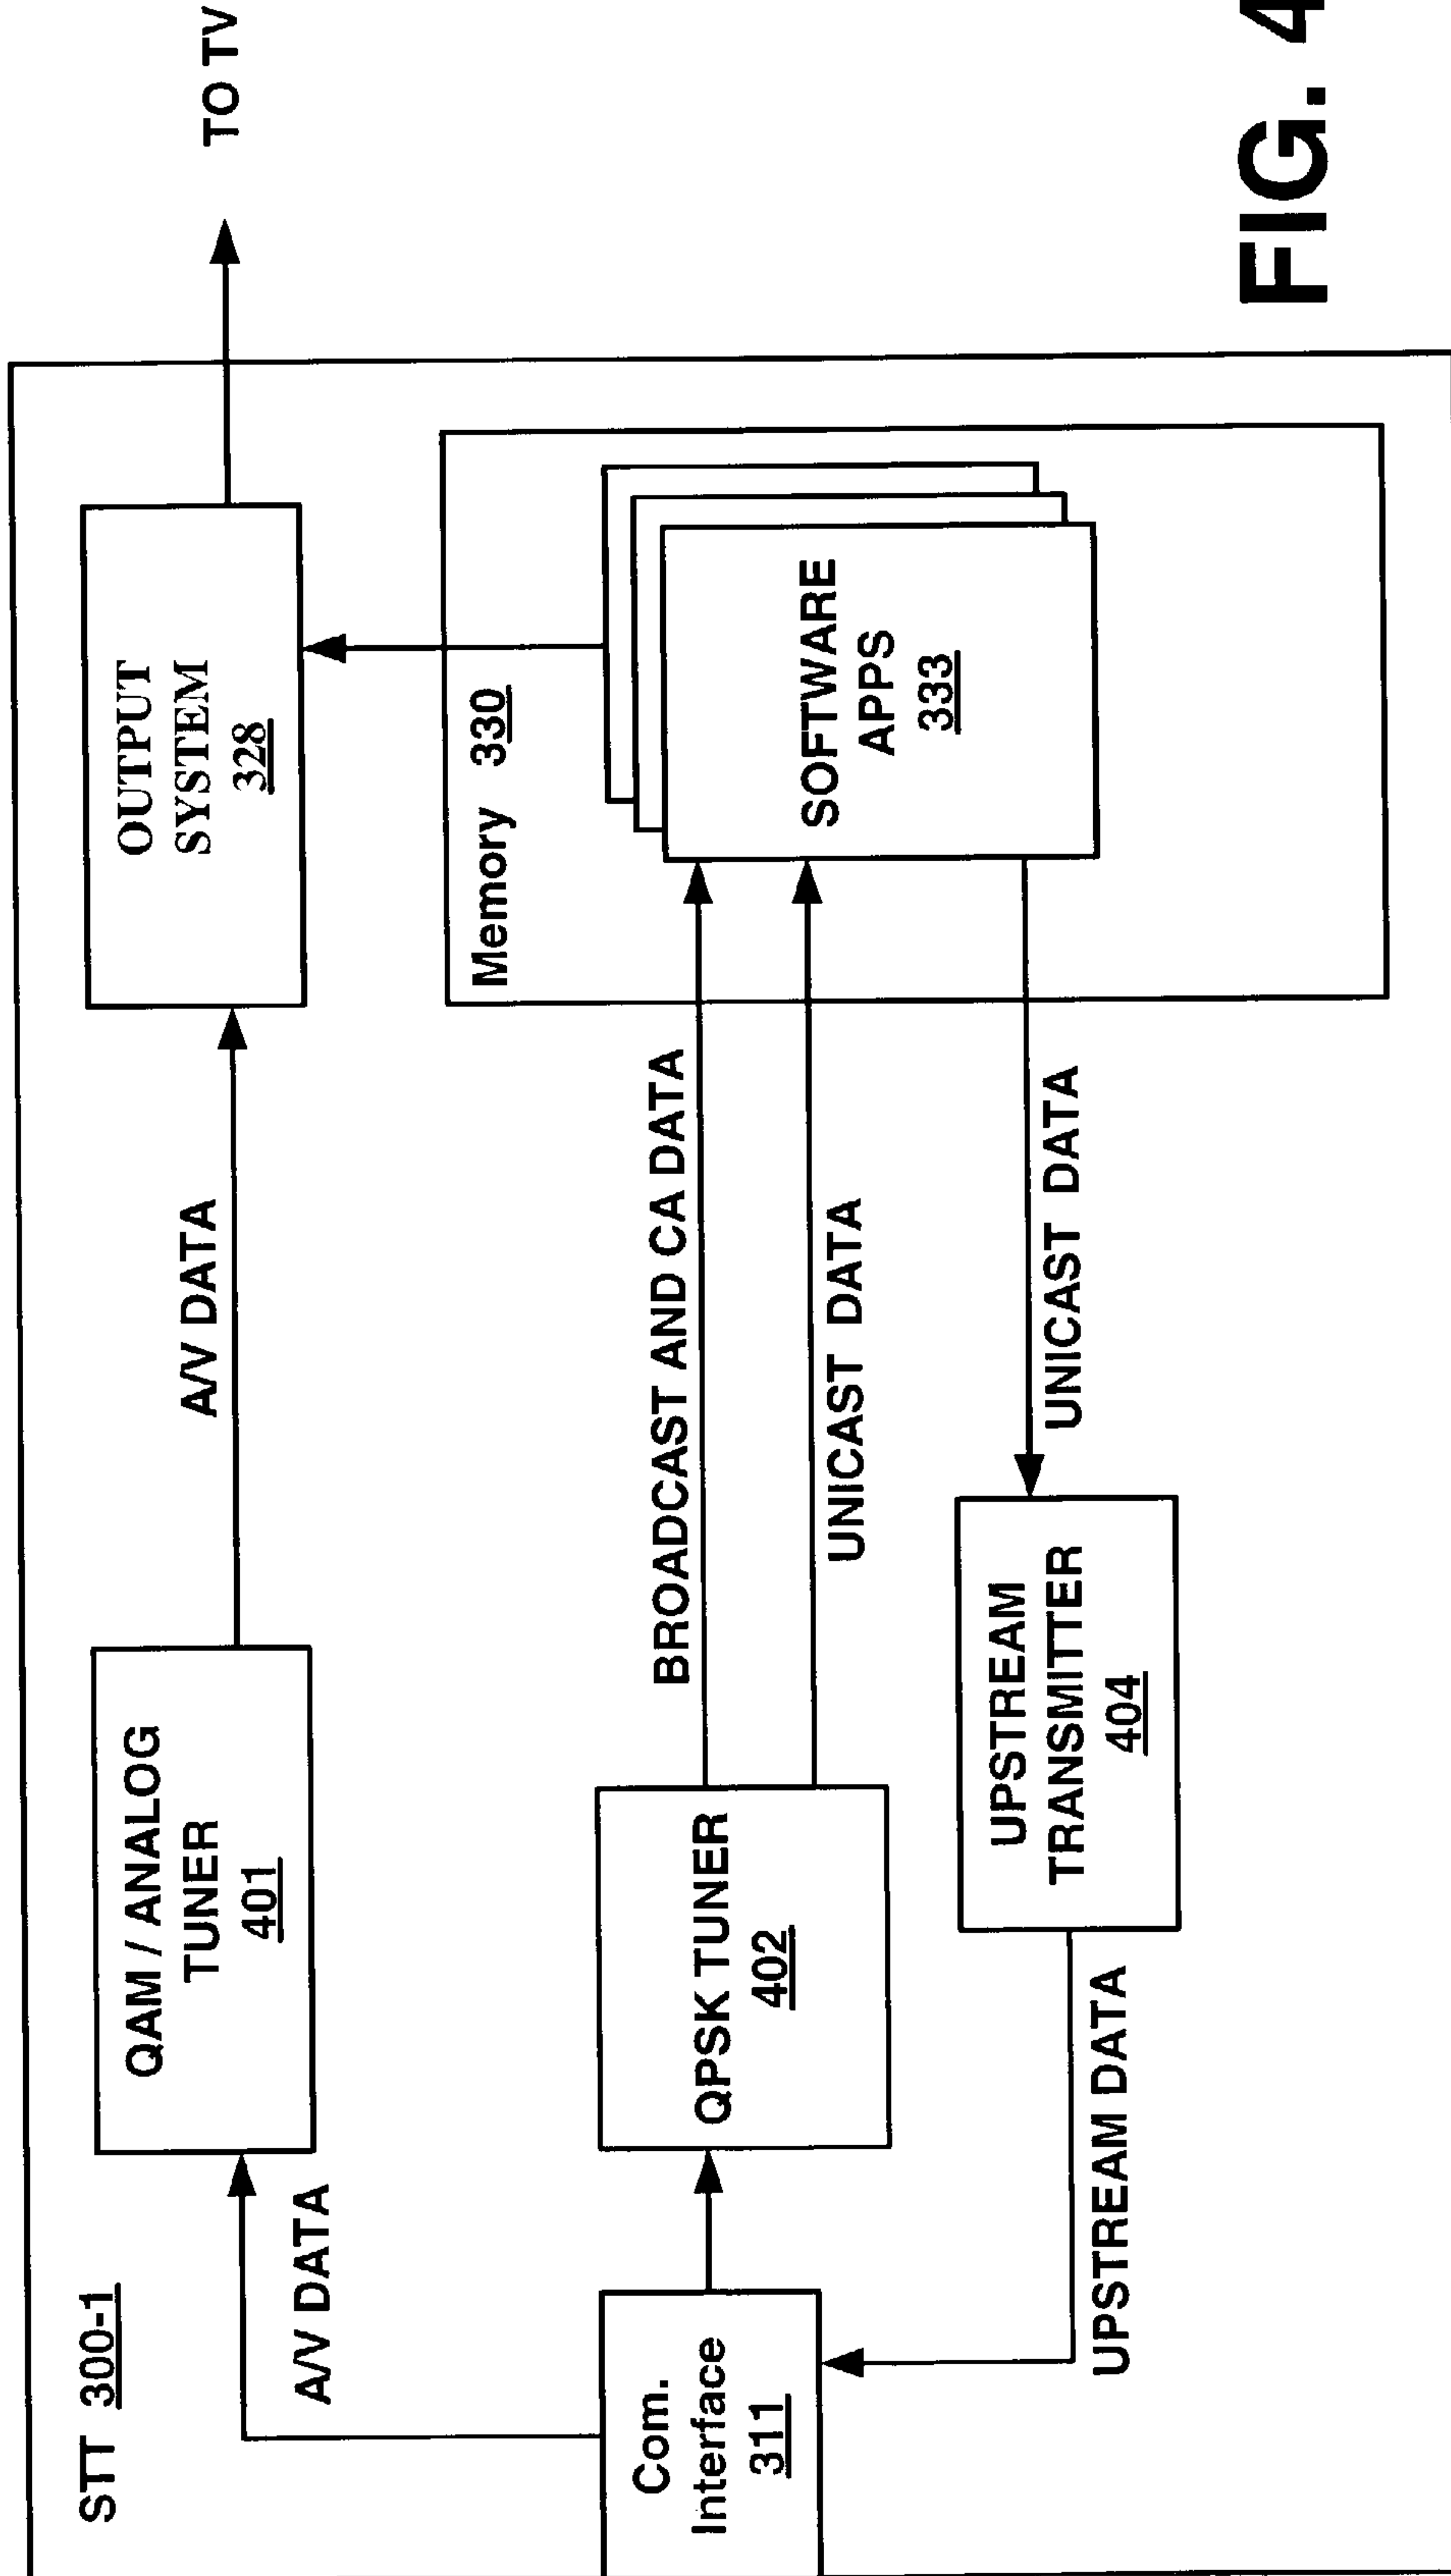 STT 300-1
A/V DATA
QAM / ANALOG
TUNER
401
A/V DATA
OUTPUT
SYSTEM
328
TO TV
Com.
Interface
311
QPSK TUNER
402
BROADCAST AND CA DATA
UNICAST DATA
Memory 330
SOFTWARE
APPS
333
UPSTREAM DATA
UPSTREAM
TRANSMITTER
404
UNICAST DATA
FIG. 4